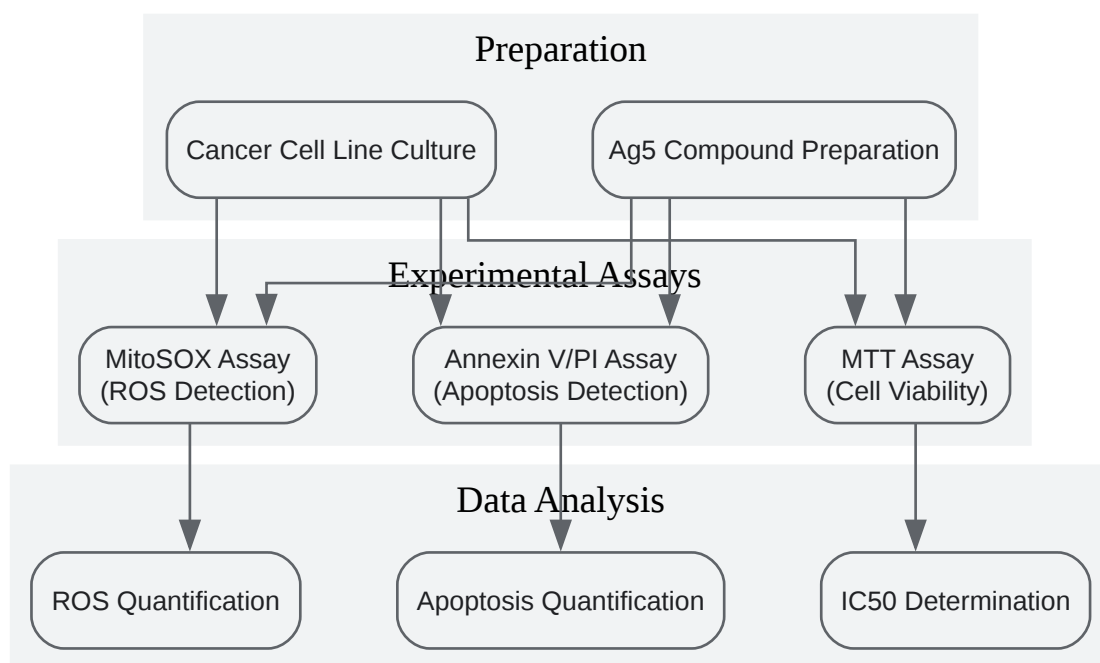 Preparation
Cancer Cell Line Culture
Ag5 Compound Preparation
Experimental Assays
MitoSOX Assay
(ROS Detection)
Annexin V/PI Assay
(Apoptosis Detection)
MTT Assay
(Cell Viability)
Data Analysis
ROS Quantification
Apoptosis Quantification
IC50 Determination